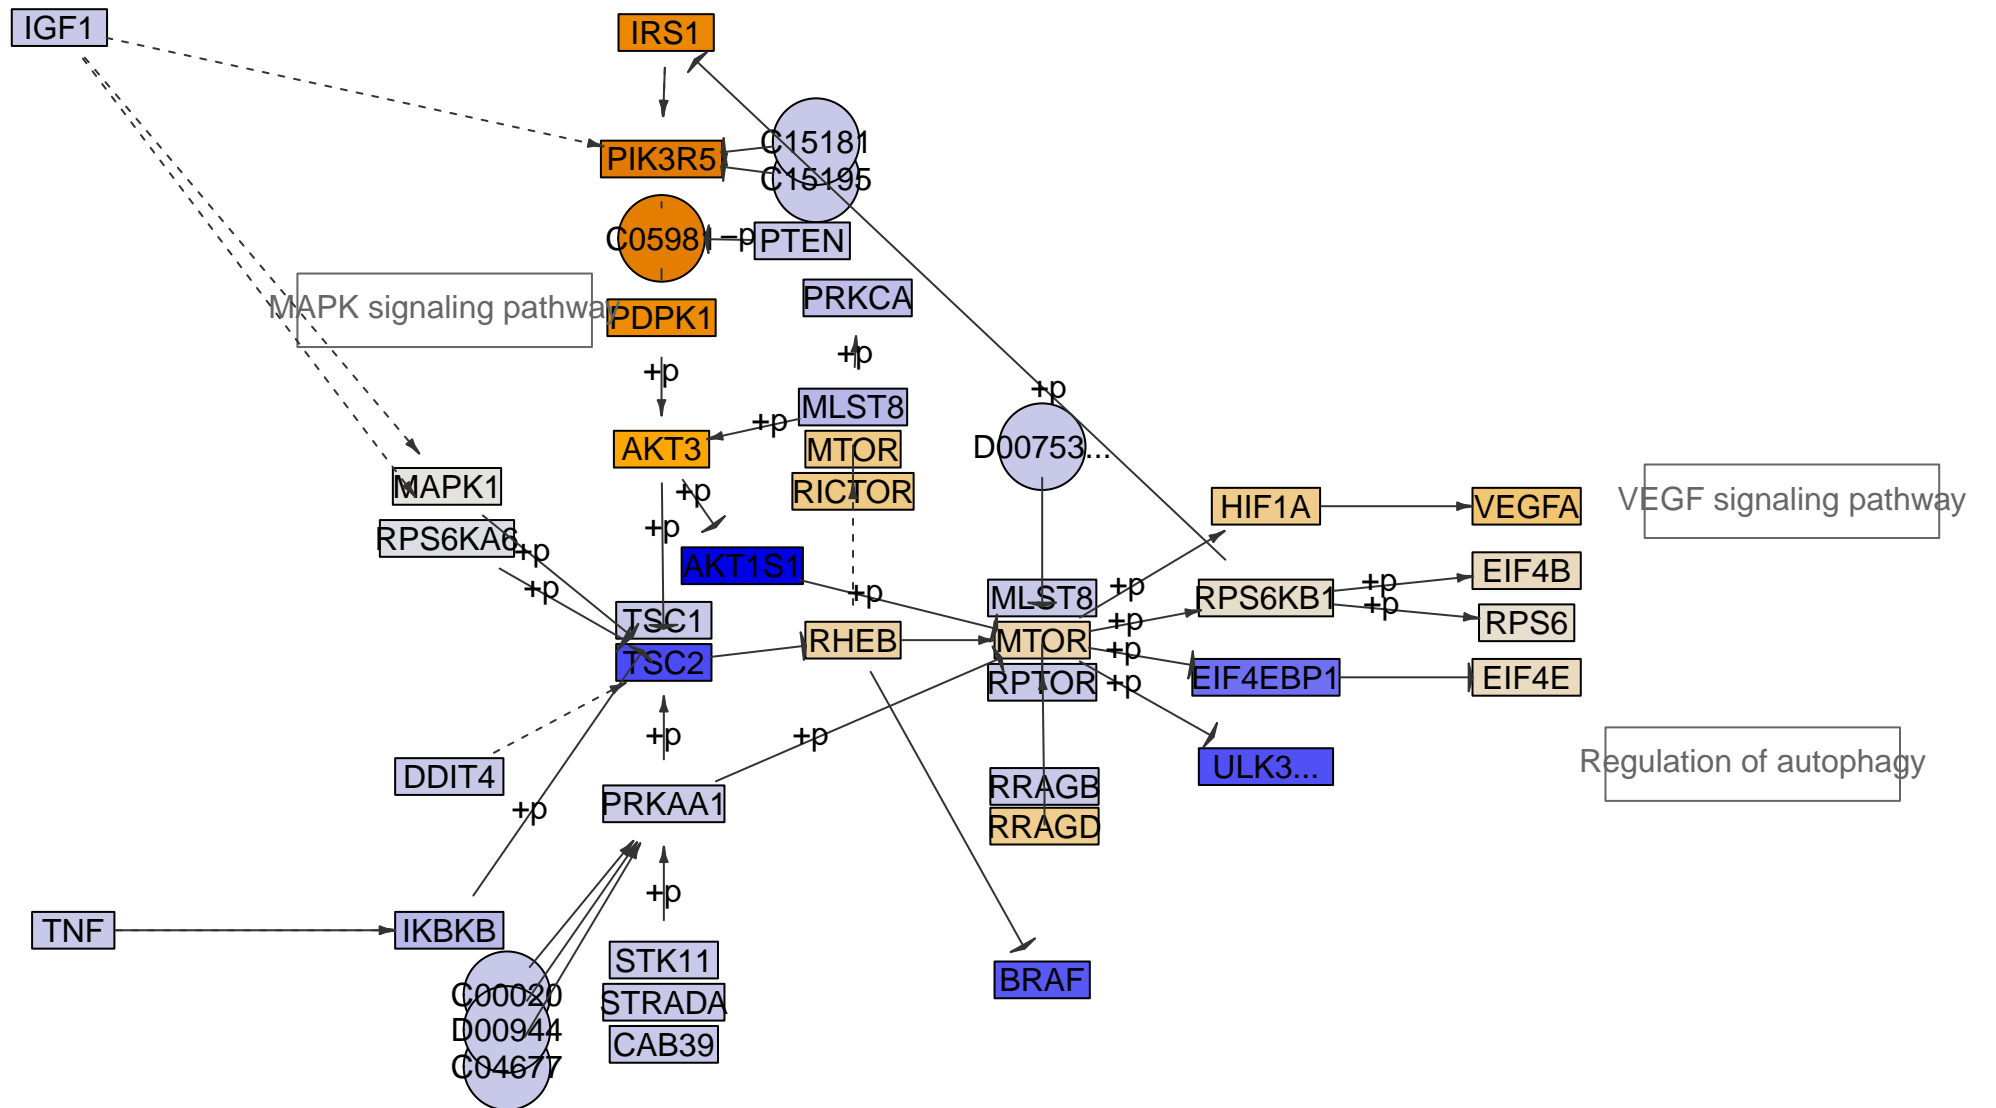 IGF1
IRS1
C15181
PIK3R5
C15195
C0598
−p
PTEN
PRKCA
MAPK signaling pathway
PDPK1
+p
+p
+p
MLST8
+p
AKT3
MTOR
D00753...
MAPK1
RICTOR
+p
HIF1A
VEGFA
VEGF signaling pathway
+p
RPS6KA6
+p
AKT1S1
EIF4B
+p
+p
+p
+p
MLST8
RPS6KB1
+p
TSC1
+p
RPS6
RHEB
MTOR
+p
TSC2
RPTOR
+p
EIF4EBP1
EIF4E
+p
+p
DDIT4
ULK3...
Regulation of autophagy
RRAGB
PRKAA1
+p
RRAGD
+p
TNF
IKBKB
STK11
BRAF
C00020
STRADA
D00944
CAB39
C04677